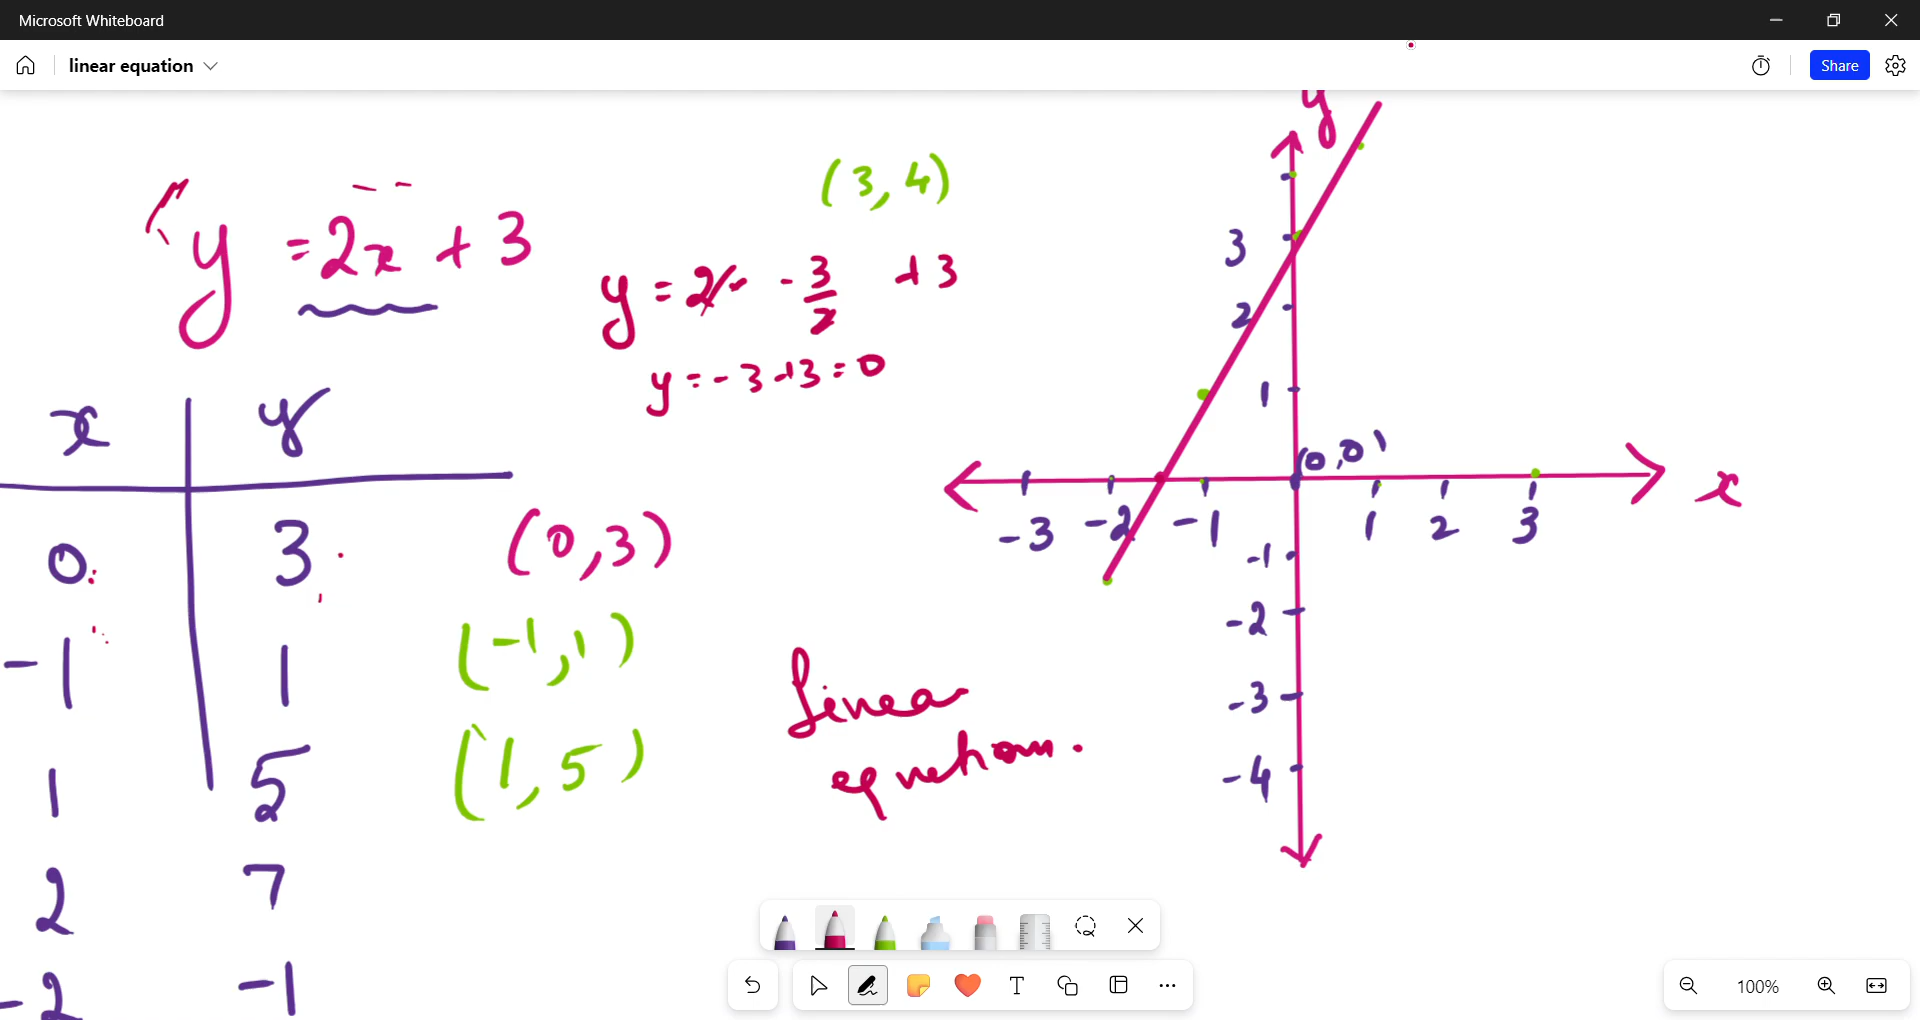 Microsoft Whiteboard
linear equation
Share
y = 2x + 3
(3, 4)
y = 2x - 3/2 + 3
y = -3 + 3 = 0
x y
0 3 (0, 3)
-1 1 (-1, 1)
1 5 (1, 5)
2 7
-2 -1
linear
equation.
y
3
2
1
(0,0)
x
-3 -2 -1 1 2 3
-1
-2
-3
-4
100%